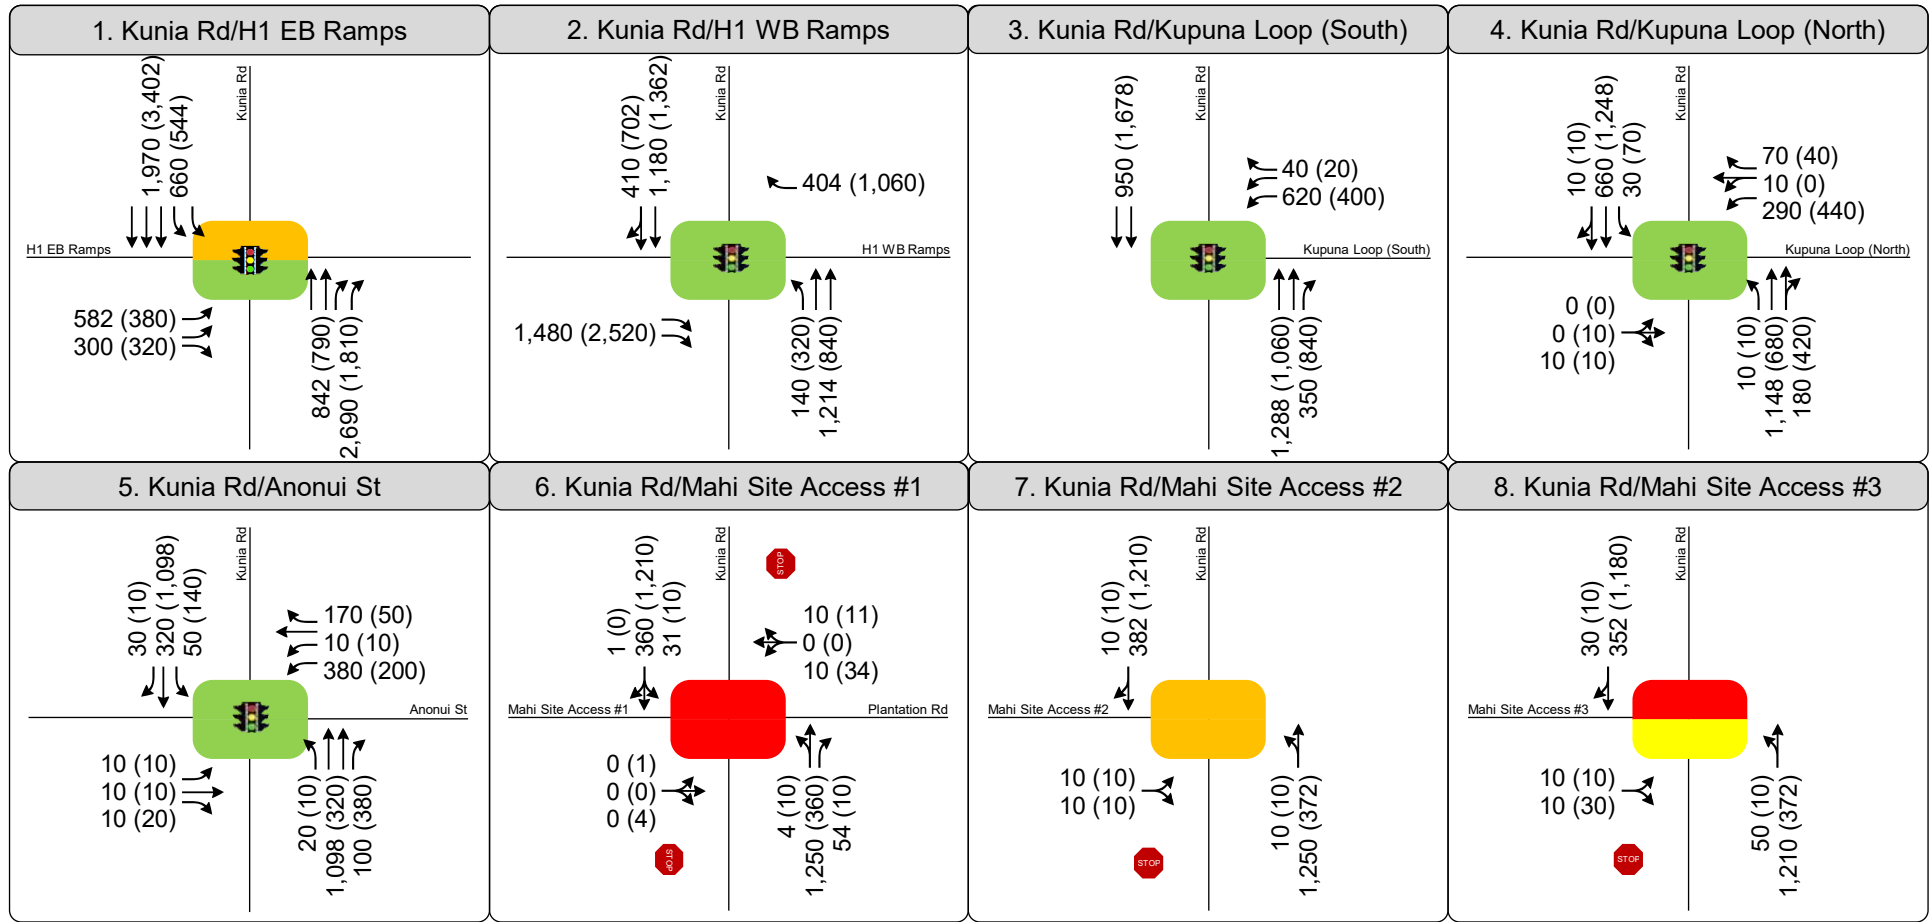 1. Kunia Rd/H1 EB Ramps
Kunia Rd
1,970 (3,402)
660 (544)
H1 EB Ramps
582 (380)
300 (320)
842 (790)
2,690 (1,810)
2. Kunia Rd/H1 WB Ramps
Kunia Rd
410 (702)
1,180 (1,362)
404 (1,060)
H1 WB Ramps
1,480 (2,520)
140 (320)
1,214 (840)
3. Kunia Rd/Kupuna Loop (South)
Kunia Rd
950 (1,678)
40 (20)
620 (400)
Kupuna Loop (South)
1,288 (1,060)
350 (840)
4. Kunia Rd/Kupuna Loop (North)
Kunia Rd
10 (10)
660 (1,248)
30 (70)
70 (40)
10 (0)
290 (440)
Kupuna Loop (North)
0 (0)
0 (10)
10 (10)
10 (10)
1,148 (680)
180 (420)
5. Kunia Rd/Anonui St
Kunia Rd
30 (10)
320 (1,098)
50 (140)
170 (50)
10 (10)
380 (200)
Anonui St
10 (10)
10 (10)
10 (20)
20 (10)
1,098 (320)
100 (380)
6. Kunia Rd/Mahi Site Access #1
Kunia Rd
STOP
1 (0)
360 (1,210)
31 (10)
10 (11)
0 (0)
10 (34)
Mahi Site Access #1
Plantation Rd
0 (1)
0 (0)
0 (4)
4 (10)
1,250 (360)
54 (10)
STOP
7. Kunia Rd/Mahi Site Access #2
Kunia Rd
10 (10)
382 (1,210)
Mahi Site Access #2
10 (10)
10 (10)
10 (10)
1,250 (372)
STOP
8. Kunia Rd/Mahi Site Access #3
Kunia Rd
30 (10)
352 (1,180)
Mahi Site Access #3
10 (10)
10 (30)
50 (10)
1,210 (372)
STOP